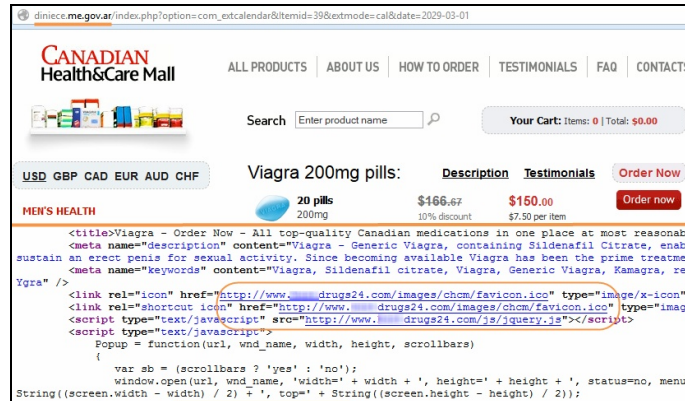 diniece.me.gov.ar/index.php?option=com_extcalendar&Itemid=39&extmode=cal&date=2029-03-01
CANADIAN
Health&Care Mall
ALL PRODUCTS ABOUT US HOW TO ORDER TESTIMONIALS FAQ CONTACTS
Search Enter product name Your Cart: Items: 0 | Total: $0.00
USD GBP CAD EUR AUD CHF
Viagra 200mg pills: Description Testimonials Order Now
20 pills $166.67 $150.00 Order now
200mg 10% discount $7.50 per item
MEN'S HEALTH
<title>Viagra - Order Now - All top-quality Canadian medications in one place at most reasonab
<meta name="description" content="Viagra - Generic Viagra, containing Sildenafil Citrate, enab
sustain an erect penis for sexual activity. Since becoming available Viagra has been the prime treatme
<meta name="keywords" content="Viagra, Sildenafil citrate, Viagra, Generic Viagra, Kamagra, re
Ygra" />
<link rel="icon" href="http://www. drugs24.com/images/chcm/favicon.ico" type="image/x-icon"
<link rel="shortcut icon" href="http://www. drugs24.com/images/chcm/favicon.ico" type="imag
<script type="text/javascript" src="http://www. drugs24.com/js/jquery.js"></script>
<script type="text/javascript">
Popup = function(url, wnd_name, width, height, scrollbars)
{
var sb = (scrollbars ? 'yes' : 'no');
window.open(url, wnd_name, 'width=' + width + ', height=' + height + ', status=no, menu
String((screen.width - width) / 2) + ', top=' + String((screen.height - height) / 2));